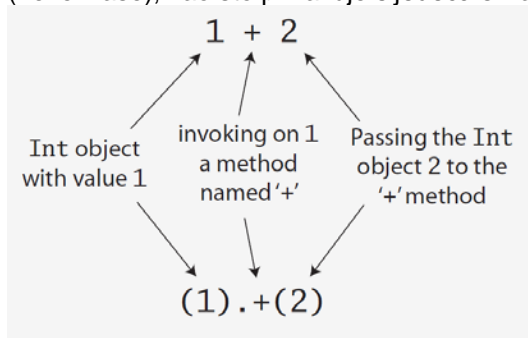 1 + 2
Int object
with value 1
invoking on 1
a method
named '+'
Passing the Int
object 2 to the
'+' method
(1).+(2)